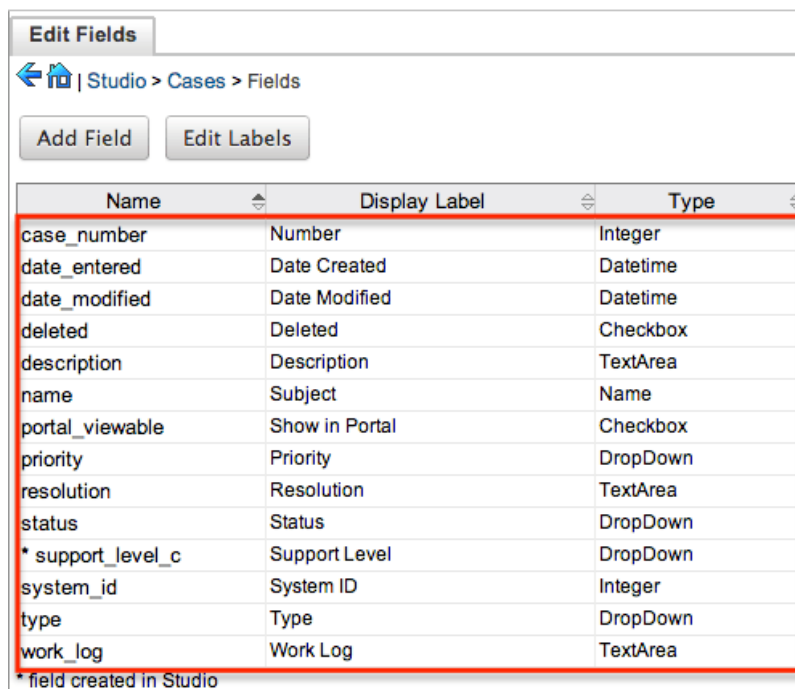 Edit Fields
| Studio > Cases > Fields
Add Field Edit Labels
Name Display Label Type
case_number Number Integer
date_entered Date Created Datetime
date_modified Date Modified Datetime
deleted Deleted Checkbox
description Description TextArea
name Subject Name
portal_viewable Show in Portal Checkbox
priority Priority DropDown
resolution Resolution TextArea
status Status DropDown
* support_level_c Support Level DropDown
system_id System ID Integer
type Type DropDown
work_log Work Log TextArea
* field created in Studio